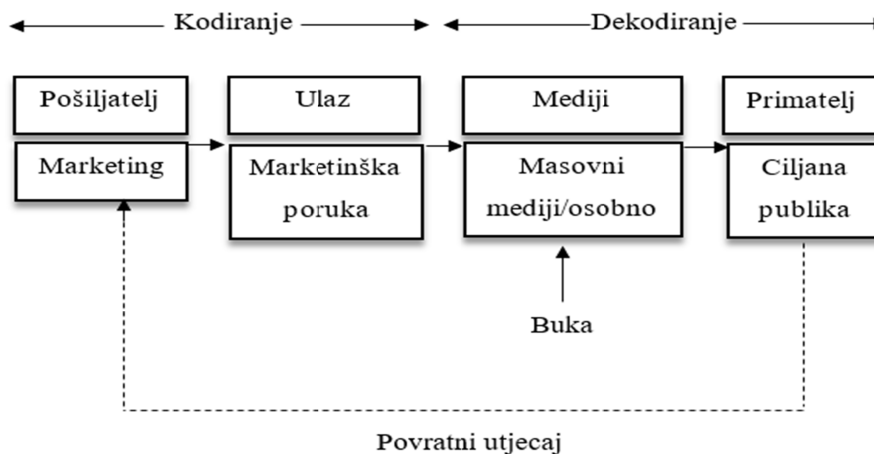 Kodiranje
Dekodiranje
Pošiljatelj
Ulaz
Mediji
Primatelj
Marketing
Marketinška
poruka
Masovni
mediji/osobno
Ciljana
publika
Buka
Povratni utjecaj